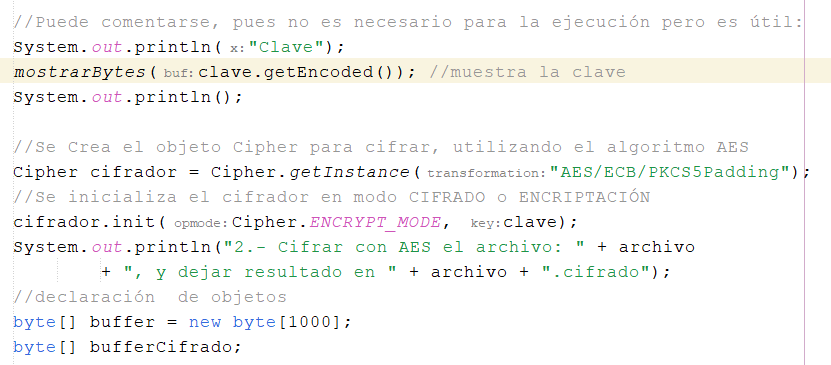 //Puede comentarse, pues no es necesario para la ejecución pero es útil:
System.out.println( x: "Clave");
mostrarBytes( buf: clave.getEncoded()); //muestra la clave
System.out.println();
//Se Crea el objeto Cipher para cifrar, utilizando el algoritmo AES
Cipher cifrador = Cipher.getInstance( transformation: "AES/ECB/PKCS5Padding");
//Se inicializa el cifrador en modo CIFRADO o ENCRIPTACIÓN
cifrador.init( opmode: Cipher.ENCRYPT_MODE, key: clave);
System.out.println("2.- Cifrar con AES el archivo: " + archivo
+ ", y dejar resultado en " + archivo + ".cifrado");
//declaración  de objetos
byte[] buffer = new byte[1000];
byte[] bufferCifrado;